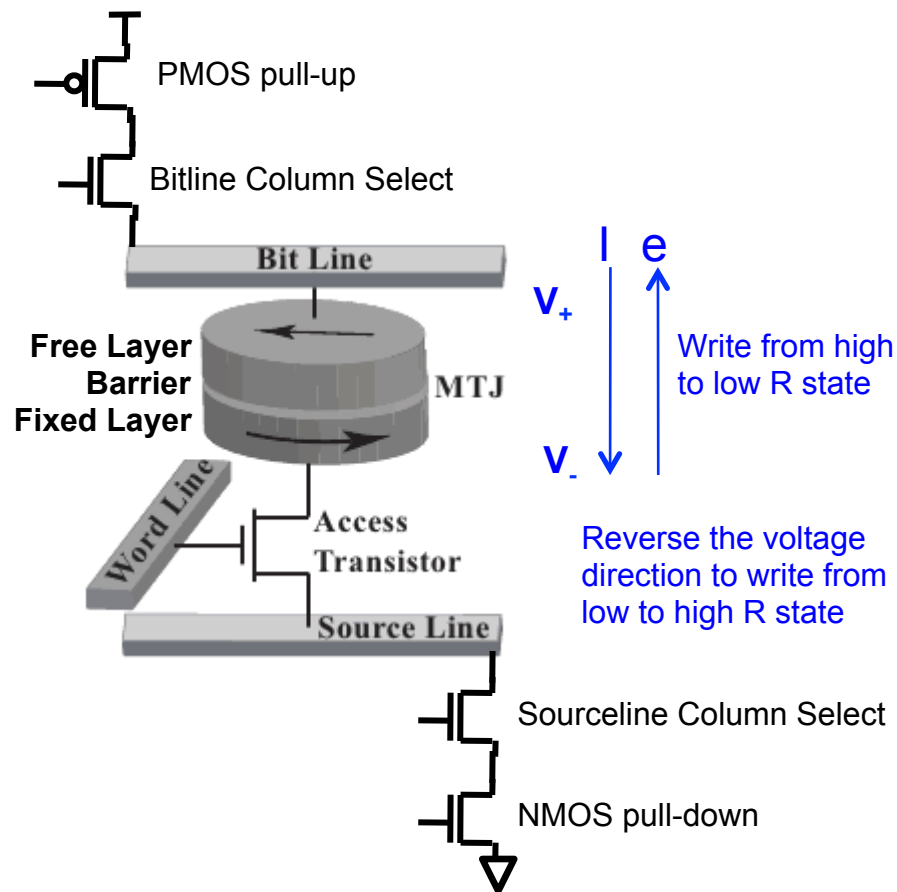 PMOS pull-up
Bitline Column Select
Bit Line
I e
V+
Free Layer
Barrier
Fixed Layer
MTJ
Write from high
to low R state
V-
Word Line
Access
Transistor
Reverse the voltage
direction to write from
low to high R state
Source Line
Sourceline Column Select
NMOS pull-down